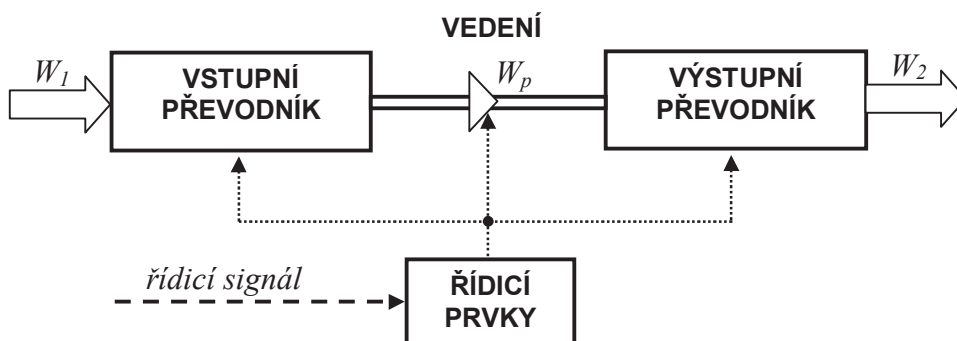 VEDENÍ
W1
VSTUPNÍ
PŘEVODNÍK
Wp
VÝSTUPNÍ
PŘEVODNÍK
W2
řídicí signál
ŘÍDICÍ
PRVKY